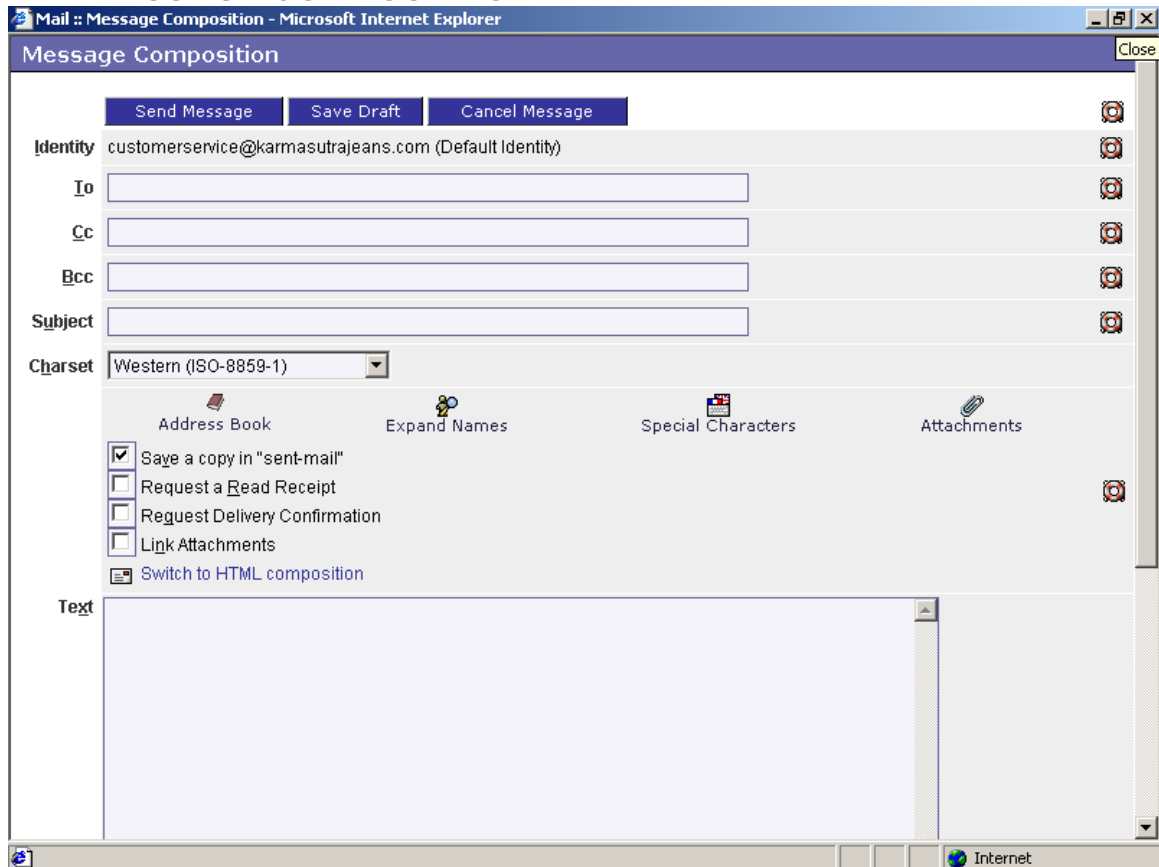 Mail :: Message Composition - Microsoft Internet Explorer
Message Composition
Close
Send Message Save Draft Cancel Message
Identity customerservice@karmasutrajeans.com (Default Identity)
To
Cc
Bcc
Subject
Charset Western (ISO-8859-1)
Address Book Expand Names Special Characters Attachments
Save a copy in "sent-mail"
Request a Read Receipt
Request Delivery Confirmation
Link Attachments
Switch to HTML composition
Text
Internet